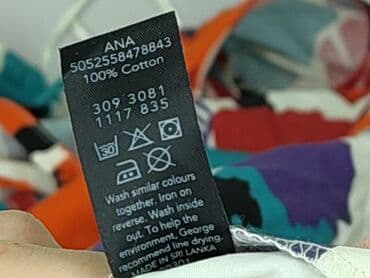 ANA
5052558478843
100% Cotton
309 3081
1117 835
30
Wash similar colours
together. Iron on
reverse. Wash inside
out. To help the
environment, George
recommend line drying.
MADE IN SRI LANKA